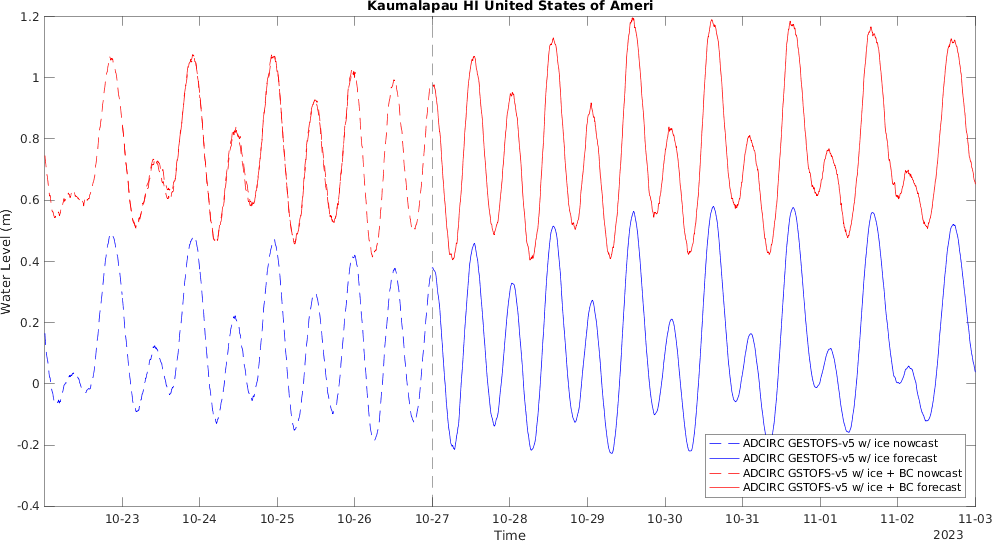 Kaumalapau HI United States of Ameri
1.2
1
0.8
0.6
0.4
0.2
0
-0.2
-0.4
Water Level (m)
10-23 10-24 10-25 10-26 10-27 10-28 10-29 10-30 10-31 11-01 11-02 11-03
Time
2023
ADCIRC GESTOFS-v5 w/ ice nowcast
ADCIRC GESTOFS-v5 w/ ice forecast
ADCIRC GSTOFS-v5 w/ ice + BC nowcast
ADCIRC GSTOFS-v5 w/ ice + BC forecast